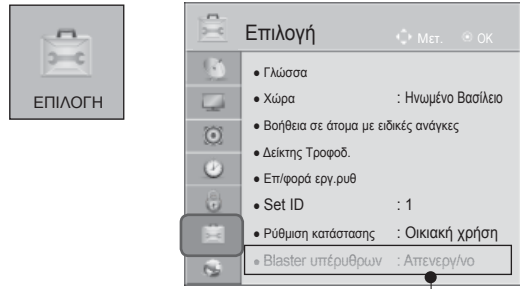 ΕΠΙΛΟΓΗ
Επιλογή
Μετ. OK
• Γλώσσα
• Χώρα : Ηνωμένο Βασίλειο
• Βοήθεια σε άτομα με ειδικές ανάγκες
• Δείκτης Τροφοδ.
• Επ/φορά εργ.ρυθ
• Set ID : 1
• Ρύθμιση κατάστασης : Οικιακή χρήση
• Blaster υπέρυθρων : Απενεργ/νο